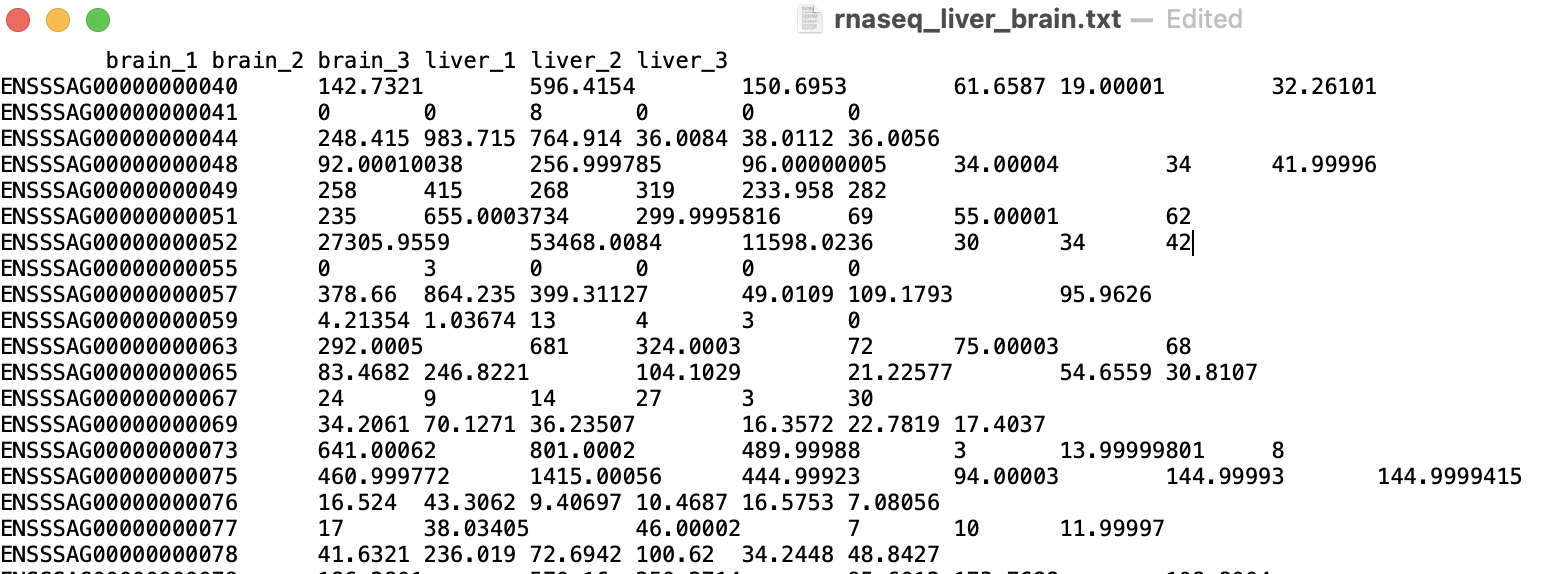 rnaseq_liver_brain.txt — Edited
brain_1 brain_2 brain_3 liver_1 liver_2 liver_3
ENSSSAG00000000040 142.7321 596.4154 150.6953 61.6587 19.00001 32.26101
ENSSSAG00000000041 0 0 8 0 0 0
ENSSSAG00000000044 248.415 983.715 764.914 36.0084 38.0112 36.0056
ENSSSAG00000000048 92.00010038 256.999785 96.00000005 34.00004 34 41.99996
ENSSSAG00000000049 258 415 268 319 233.958 282
ENSSSAG00000000051 235 655.0003734 299.9995816 69 55.00001 62
ENSSSAG00000000052 27305.9559 53468.0084 11598.0236 30 34 42
ENSSSAG00000000055 0 3 0 0 0 0
ENSSSAG00000000057 378.66 864.235 399.31127 49.0109 109.1793 95.9626
ENSSSAG00000000059 4.21354 1.03674 13 4 3 0
ENSSSAG00000000063 292.0005 681 324.0003 72 75.00003 68
ENSSSAG00000000065 83.4682 246.8221 104.1029 21.22577 54.6559 30.8107
ENSSSAG00000000067 24 9 14 27 3 30
ENSSSAG00000000069 34.2061 70.1271 36.23507 16.3572 22.7819 17.4037
ENSSSAG00000000073 641.00062 801.0002 489.99988 3 13.99999801 8
ENSSSAG00000000075 460.999772 1415.00056 444.99923 94.00003 144.99993 144.9999415
ENSSSAG00000000076 16.524 43.3062 9.40697 10.4687 16.5753 7.08056
ENSSSAG00000000077 17 38.03405 46.00002 7 10 11.99997
ENSSSAG00000000078 41.6321 236.019 72.6942 100.62 34.2448 48.8427